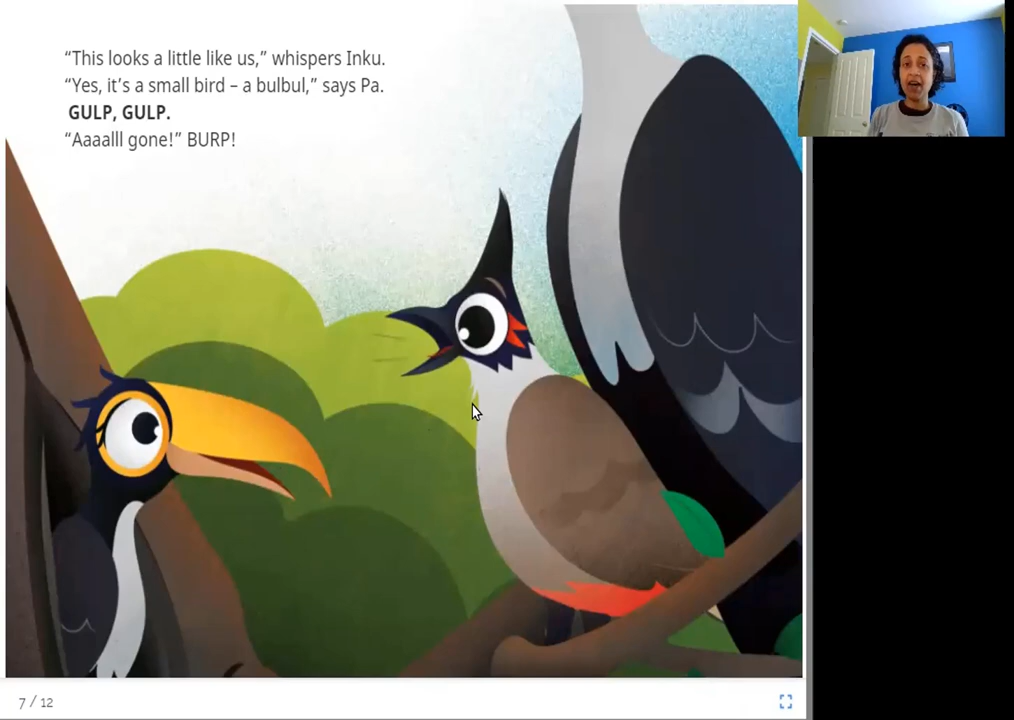 “This looks a little like us,” whispers Inku.
“Yes, it’s a small bird – a bulbul,” says Pa.
GULP, GULP.
“Aaaalll gone!” BURP!
7 / 12